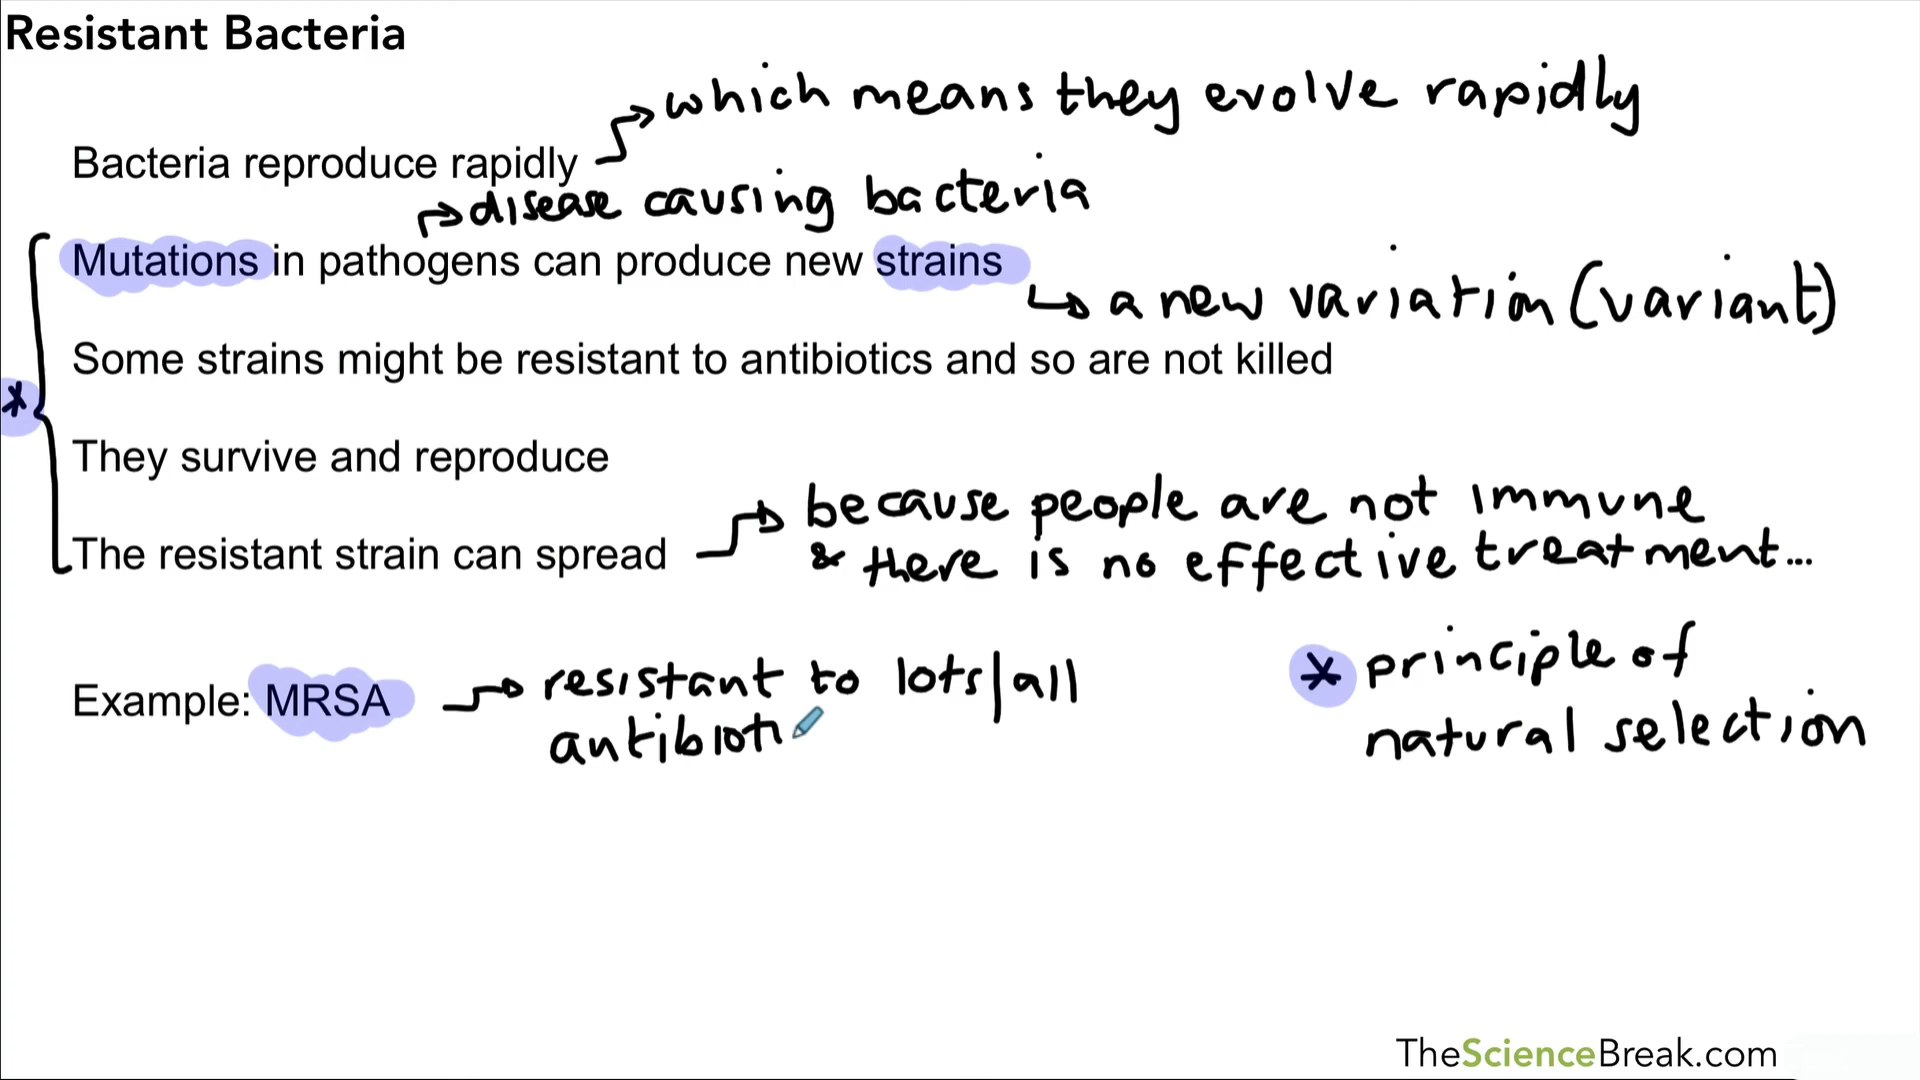 Resistant Bacteria
which means they evolve rapidly
Bacteria reproduce rapidly
disease causing bacteria
Mutations in pathogens can produce new strains
a new variation (variant)
Some strains might be resistant to antibiotics and so are not killed
*
They survive and reproduce
because people are not immune
The resistant strain can spread
& there is no effective treatment...
Example: MRSA
resistant to lots/all
antibioti
* principle of
natural selection
TheScienceBreak.com